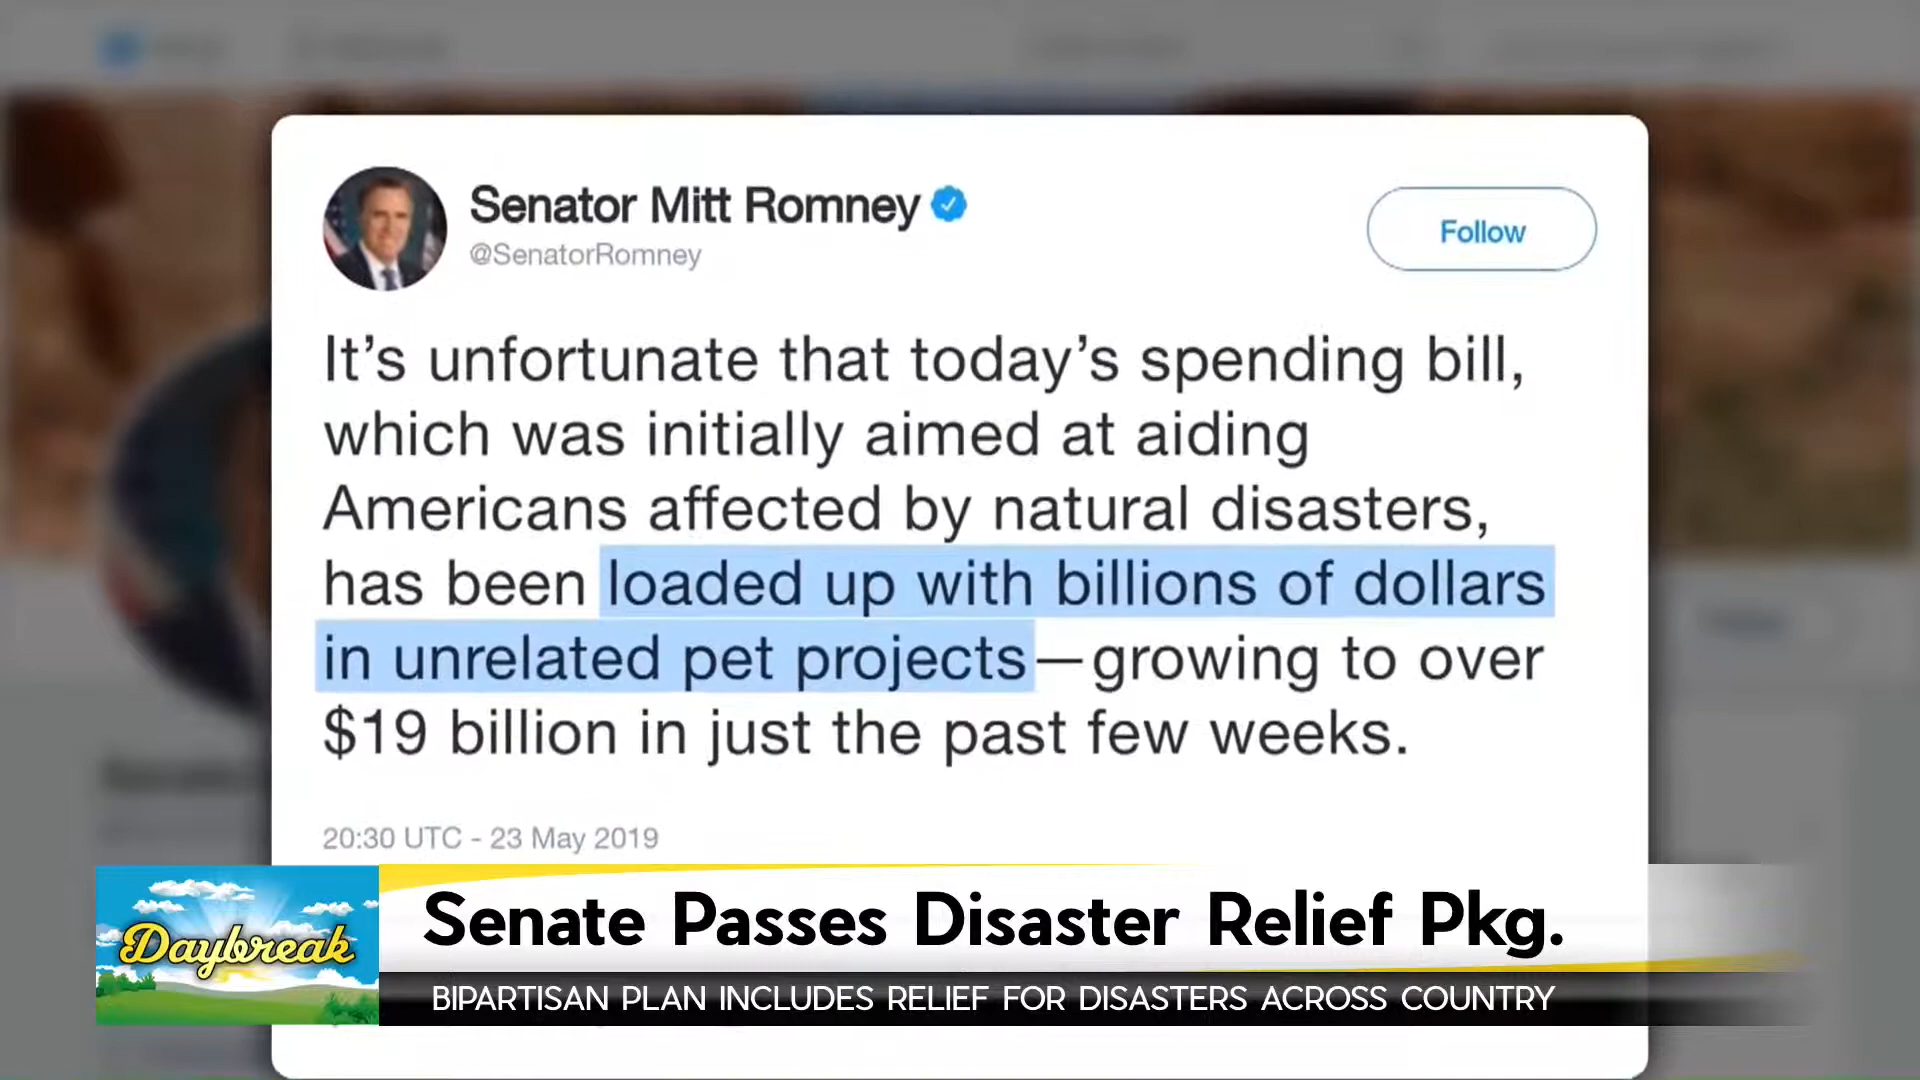 Senator Mitt Romney
@SenatorRomney
Follow
It’s unfortunate that today’s spending bill,
which was initially aimed at aiding
Americans affected by natural disasters,
has been loaded up with billions of dollars
in unrelated pet projects—growing to over
$19 billion in just the past few weeks.
20:30 UTC - 23 May 2019
Daybreak
Senate Passes Disaster Relief Pkg.
BIPARTISAN PLAN INCLUDES RELIEF FOR DISASTERS ACROSS COUNTRY